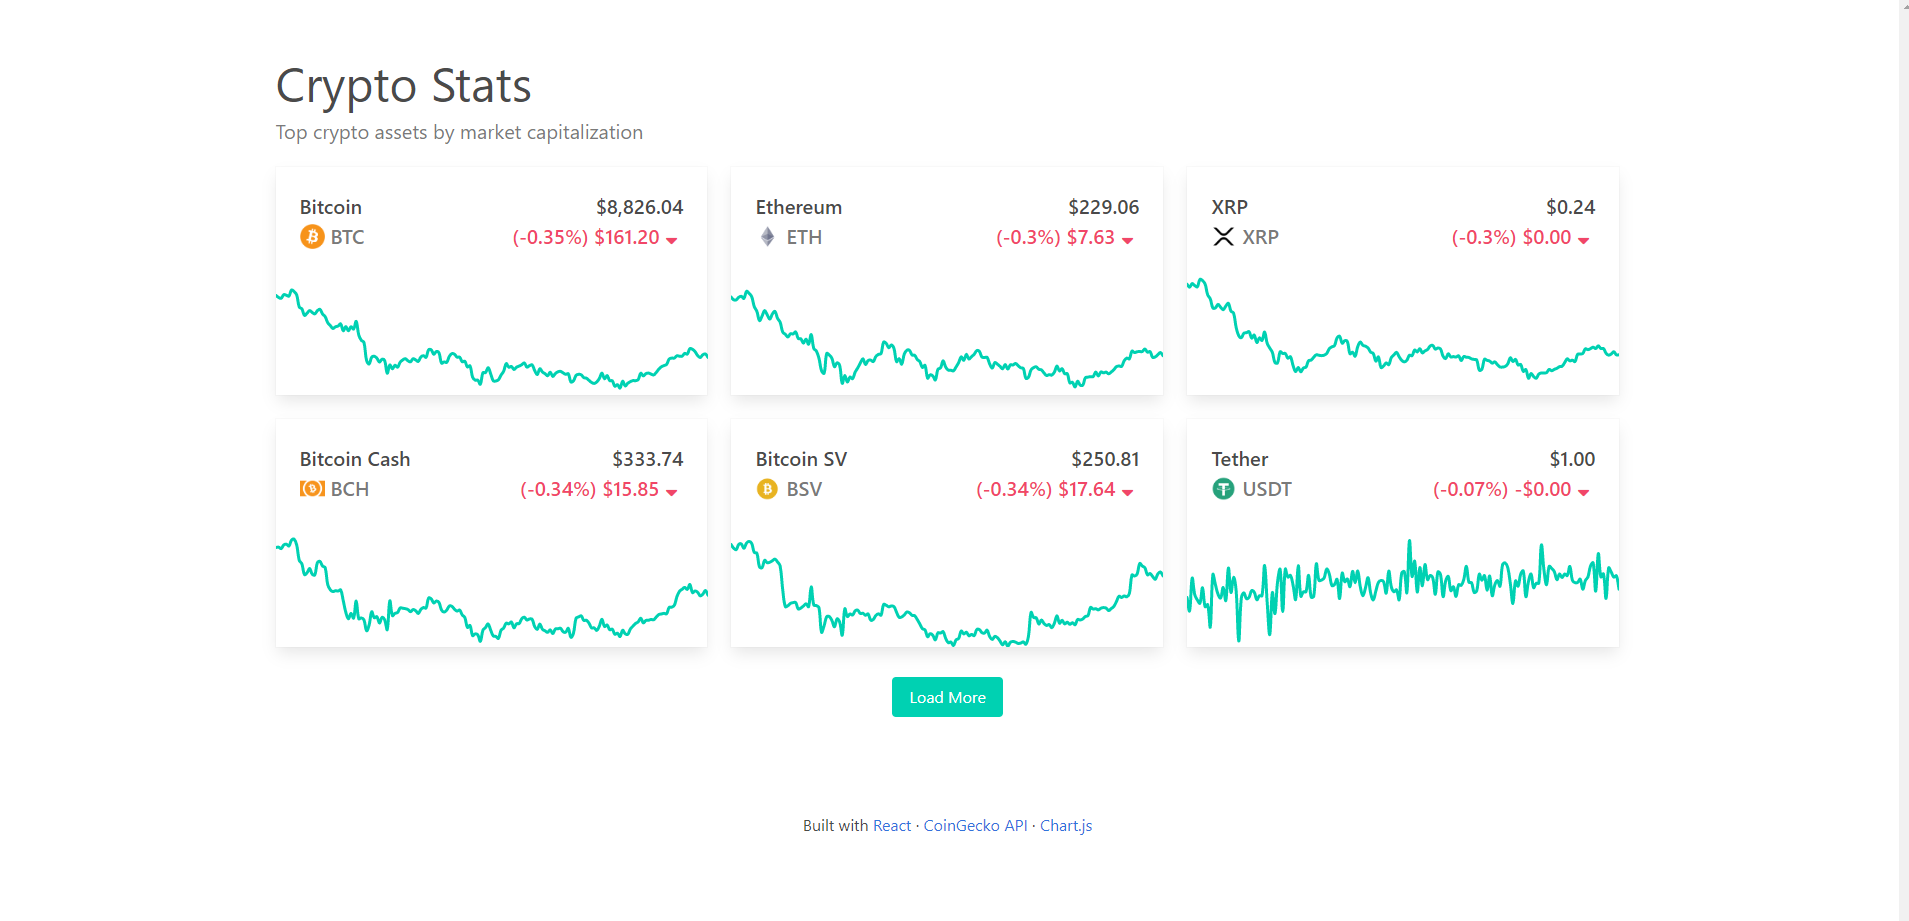 Crypto Stats
Top crypto assets by market capitalization
Bitcoin $8,826.04
BTC (-0.35%) $161.20
Ethereum $229.06
ETH (-0.3%) $7.63
XRP $0.24
XRP (-0.3%) $0.00
Bitcoin Cash $333.74
BCH (-0.34%) $15.85
Bitcoin SV $250.81
BSV (-0.34%) $17.64
Tether $1.00
USDT (-0.07%) -$0.00
Load More
Built with React · CoinGecko API · Chart.js